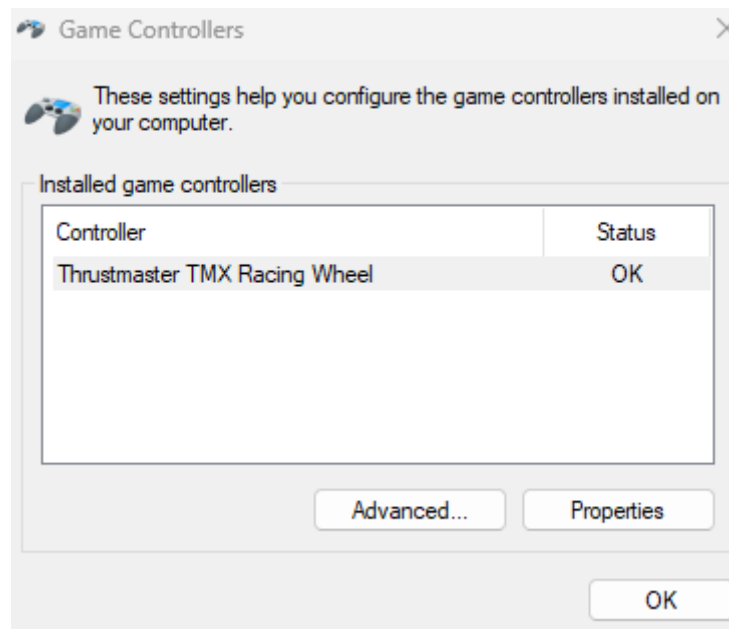 Game Controllers
These settings help you configure the game controllers installed on
your computer.
Installed game controllers
Controller Status
Thrustmaster TMX Racing Wheel OK
Advanced... Properties
OK